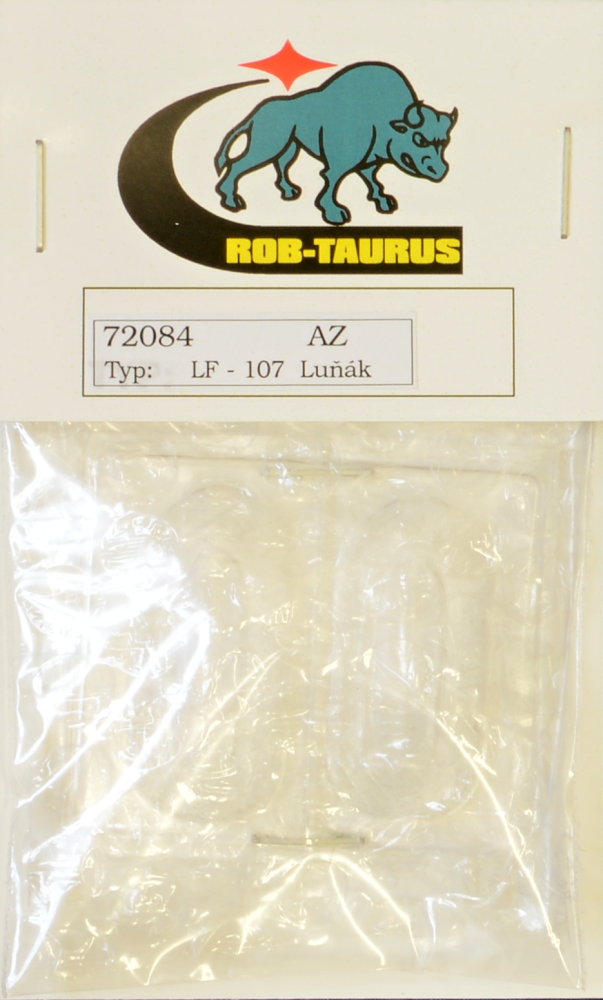 ROB-TAURUS
72084 AZ
Typ: LF - 107 Luňák